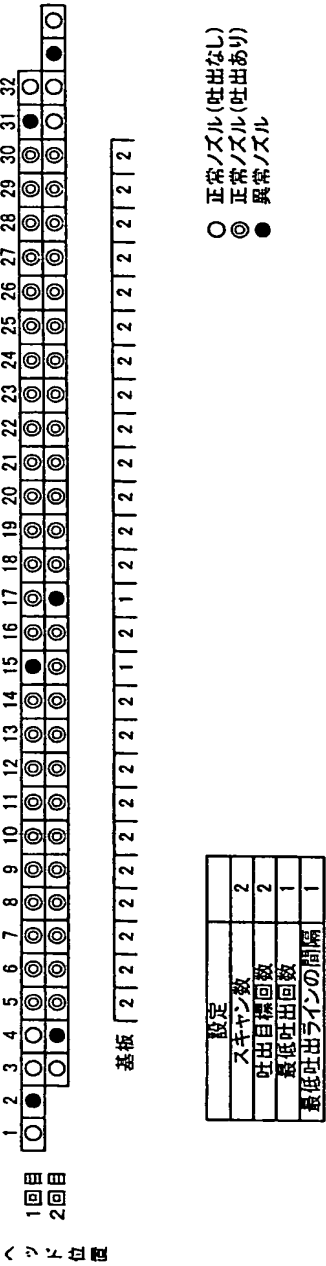 1 2 3 4 5 6 7 8 9 10 11 12 13 14 15 16 17 18 19 20 21 22 23 24 25 26 27 28 29 30 31 32
ヘッド位置
1回目
2回目
基板 2 2 2 2 2 2 2 2 2 2 1 2 1 2 2 2 2 2 2 2 2 2 2 2 2 2
設定
スキャン数 2
吐出目標回数 2
最低吐出回数 1
最低吐出ラインの間隔 1
○ 正常ノズル(吐出なし)
◎ 正常ノズル(吐出あり)
● 異常ノズル